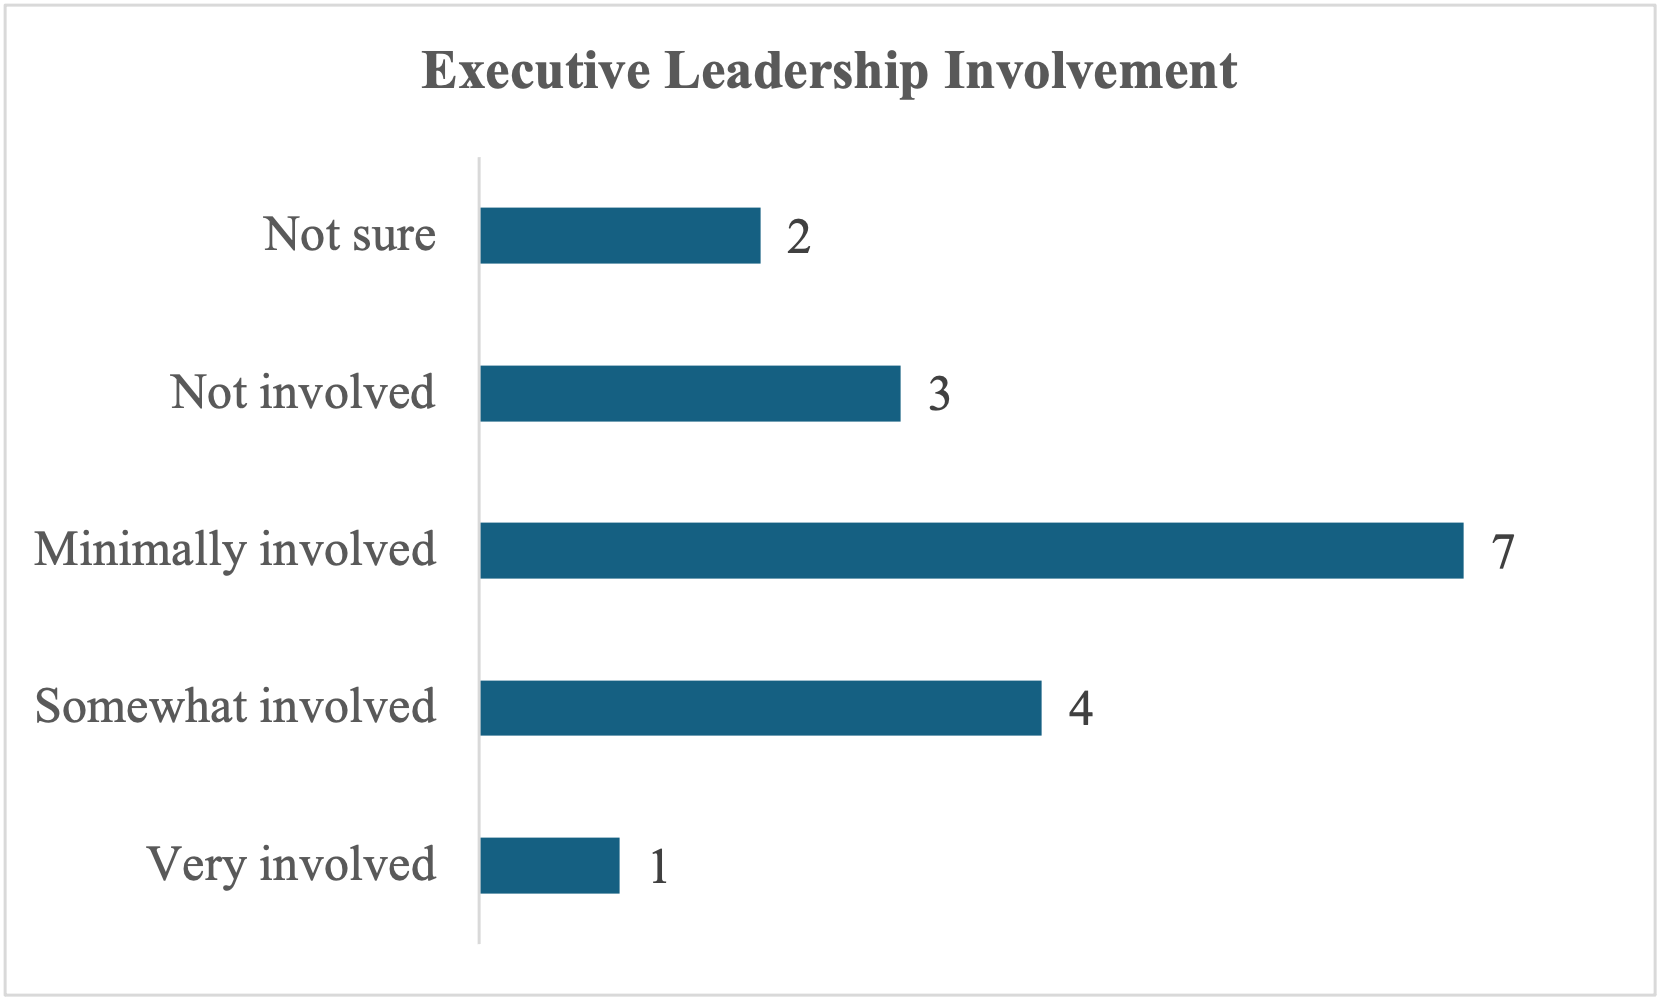 Executive Leadership Involvement
Not sure 2
Not involved 3
Minimally involved 7
Somewhat involved 4
Very involved 1